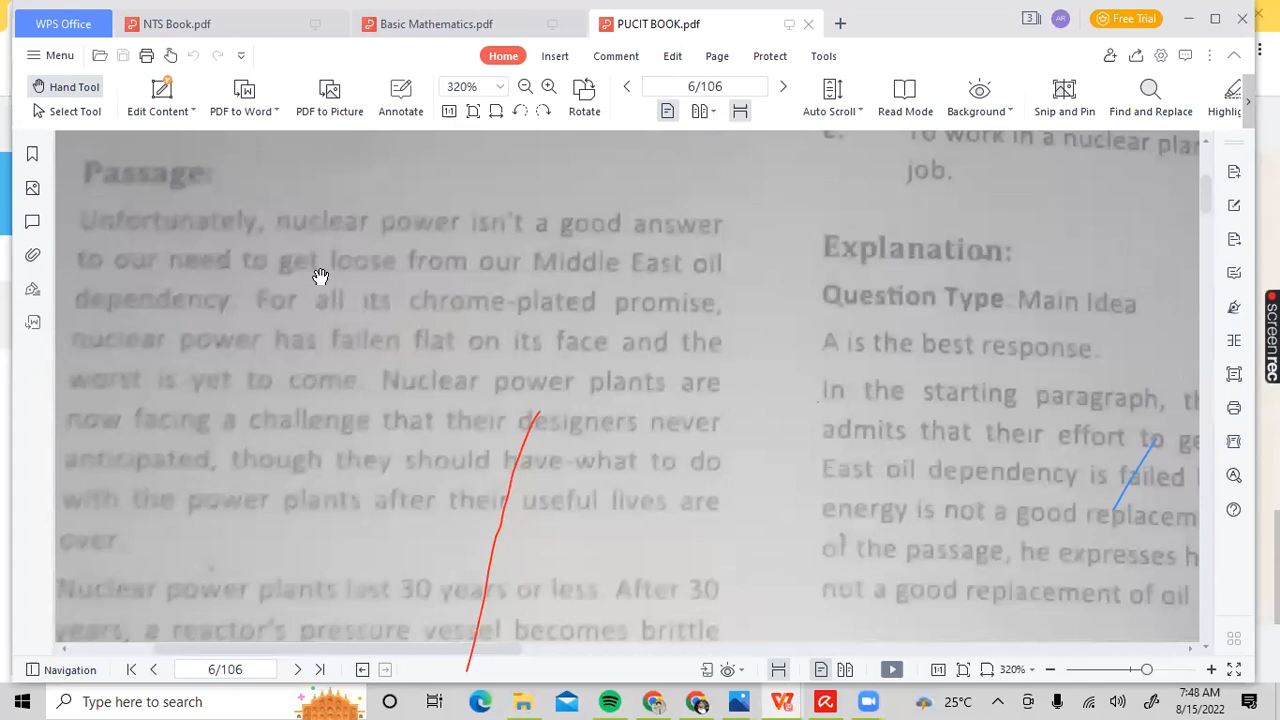 WPS Office
NTS Book.pdf
Basic Mathematics.pdf
PUCIT BOOK.pdf
3
AR
Free Trial
Menu
Home
Insert
Comment
Edit
Page
Protect
Tools
Hand Tool
Select Tool
Edit Content
PDF to Word
PDF to Picture
Annotate
320%
6/106
Rotate
Auto Scroll
Read Mode
Background
Snip and Pin
Find and Replace
Highlig
Passage:
Unfortunately, nuclear power isn't a good answer
to our need to get loose from our Middle East oil
dependency. For all its chrome-plated promise,
nuclear power has fallen flat on its face and the
worst is yet to come. Nuclear power plants are
now facing a challenge that their designers never
anticipated, though they should have-what to do
with the power plants after their useful lives are
over.
Nuclear power plants last 30 years or less. After 30
years, a reactor's pressure vessel becomes brittle
To work in a nuclear plan
job.
Explanation:
Question Type: Main Idea
A is the best response.
In the starting paragraph, th
admits that their effort to ge
East oil dependency is failed
energy is not a good replacem
of the passage, he expresses h
not a good replacement of oil
screenrec
Navigation
6/106
320%
Type here to search
25°C
7:48 AM
8/15/2022